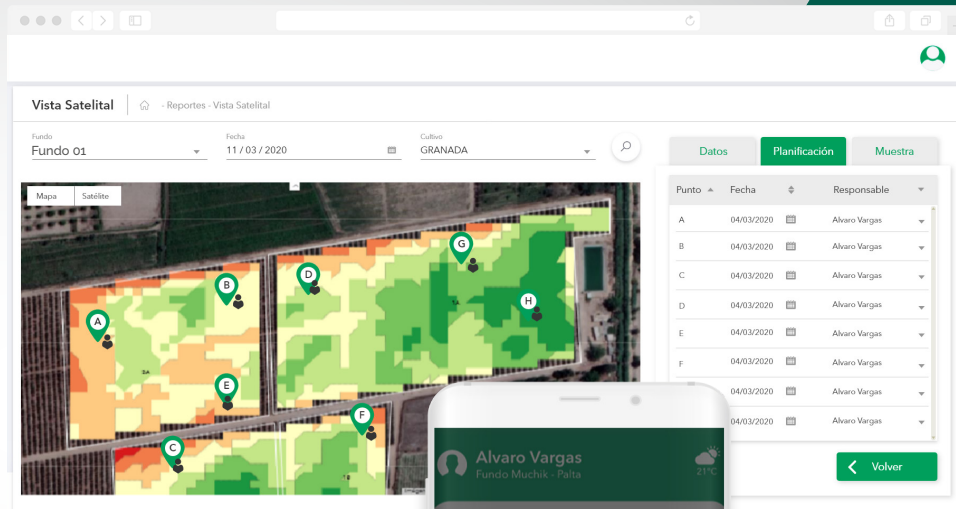 Vista Satelital
- Reportes - Vista Satelital
Fundo
Fundo 01
Fecha
11 / 03 / 2020
Cultivo
GRANADA
Datos
Planificación
Muestra
Mapa
Satélite
Punto
Fecha
Responsable
A 04/03/2020 Alvaro Vargas
B 04/03/2020 Alvaro Vargas
C 04/03/2020 Alvaro Vargas
D 04/03/2020 Alvaro Vargas
E 04/03/2020 Alvaro Vargas
F 04/03/2020 Alvaro Vargas
04/03/2020 Alvaro Vargas
04/03/2020 Alvaro Vargas
Volver
G
D
B
H
A
E
F
C
Alvaro Vargas
Fundo Muchik - Palta
21°C